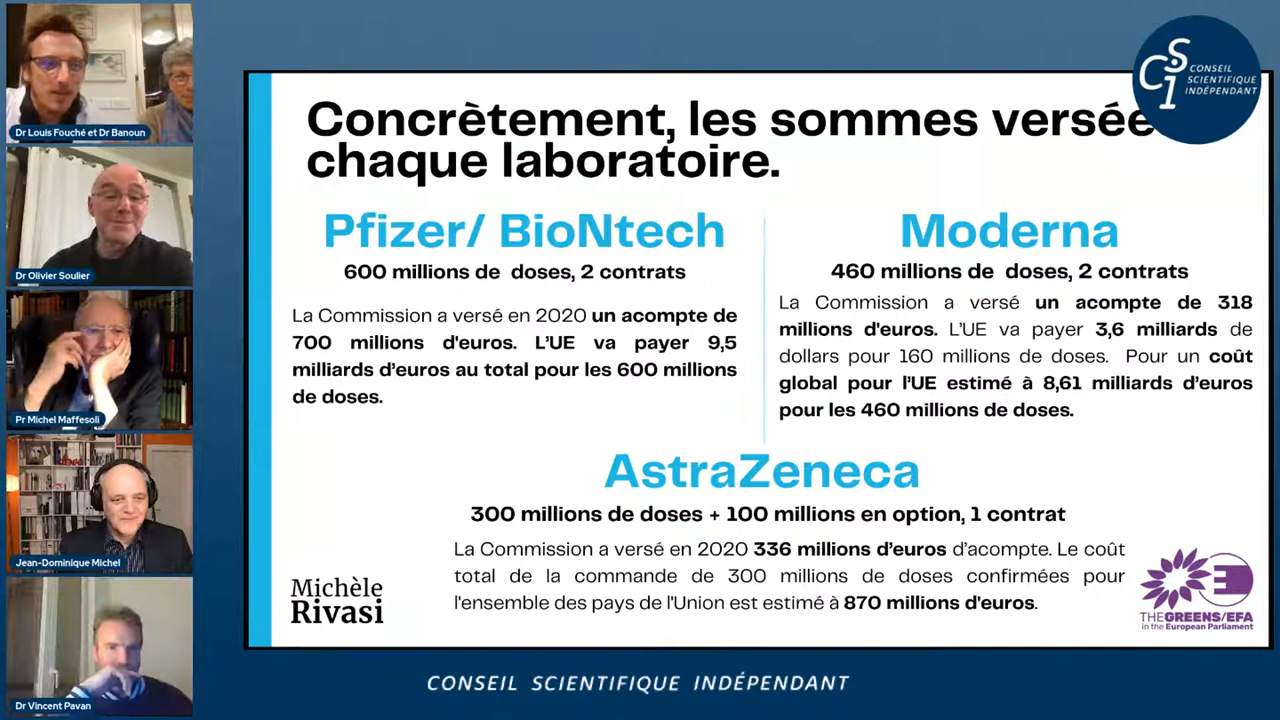 Dr Louis Fouché et Dr Banoun
Dr Olivier Soulier
Pr Michel Maffesoli
Jean-Dominique Michel
Dr Vincent Pavan
CSI
CONSEIL
SCIENTIFIQUE
INDÉPENDANT
Concrètement, les sommes versée
chaque laboratoire.
Pfizer/ BioNtech
600 millions de doses, 2 contrats
La Commission a versé en 2020 un acompte de
700 millions d'euros. L'UE va payer 9,5
milliards d'euros au total pour les 600 millions
de doses.
Moderna
460 millions de doses, 2 contrats
La Commission a versé un acompte de 318
millions d'euros. L'UE va payer 3,6 milliards de
dollars pour 160 millions de doses. Pour un coût
global pour l'UE estimé à 8,61 milliards d'euros
pour les 460 millions de doses.
AstraZeneca
300 millions de doses + 100 millions en option, 1 contrat
La Commission a versé en 2020 336 millions d'euros d'acompte. Le coût
total de la commande de 300 millions de doses confirmées pour
l'ensemble des pays de l'Union est estimé à 870 millions d'euros.
Michèle
Rivasi
THE GREENS/EFA
in the European Parliament
CONSEIL SCIENTIFIQUE INDÉPENDANT